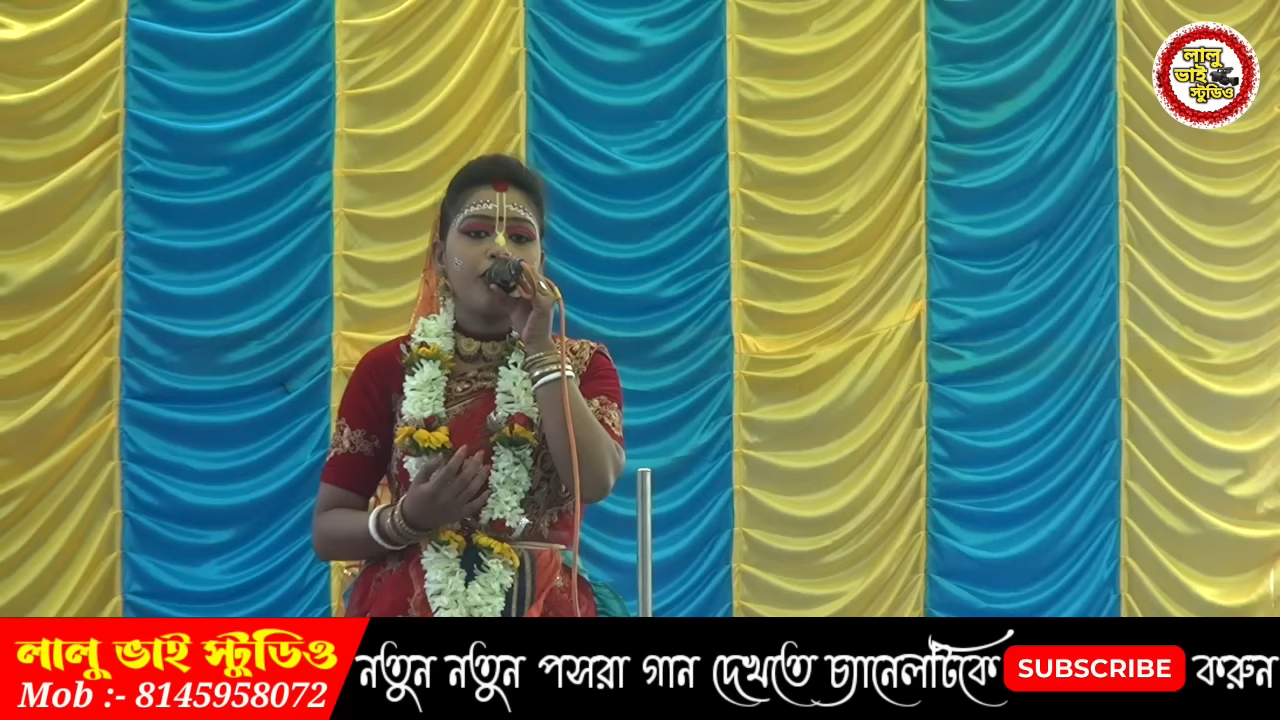 লালু
ভাই
স্টুডিও
লালু ভাই স্টুডিও
Mob :- 8145958072
নতুন নতুন পসরা গান দেখতে চ্যানেলটিকে SUBSCRIBE করুন